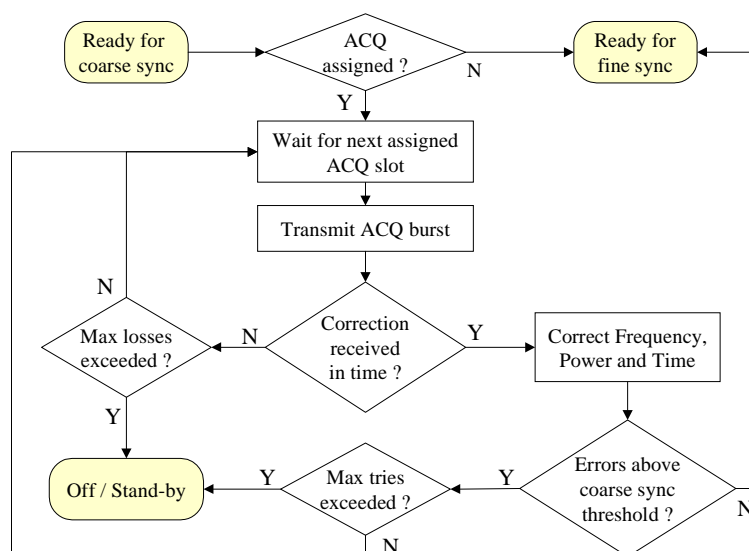 Ready for
coarse sync
ACQ
assigned ?
N
Ready for
fine sync
Y
Wait for next assigned
ACQ slot
Transmit ACQ burst
N
Max losses
exceeded ?
N
Correction
received
in time ?
Y
Correct Frequency,
Power and Time
Y
Off / Stand-by
Y
Max tries
exceeded ?
Y
Errors above
coarse sync
threshold ?
N
N